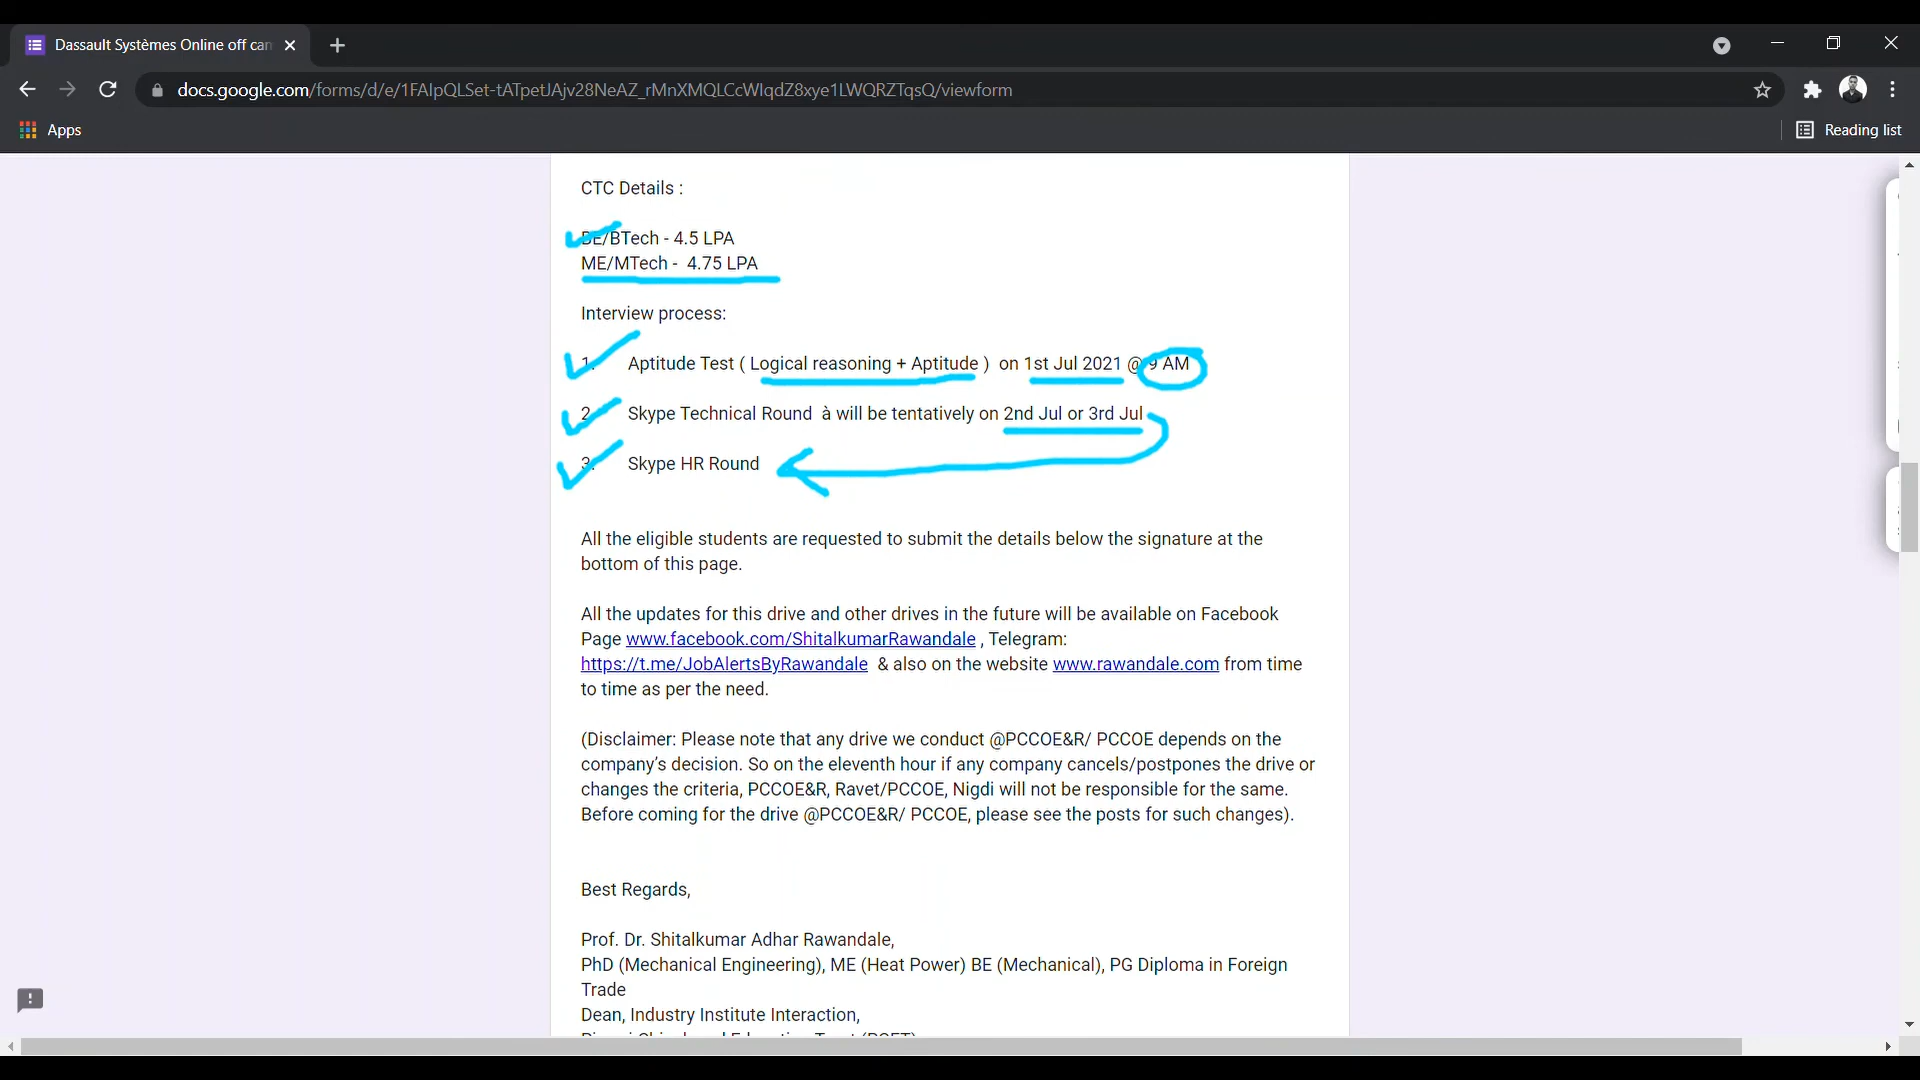 Dassault Systèmes Online off can
docs.google.com/forms/d/e/1FAIpQLSet-tATpetJAjv28NeAZ_rMnXMQLCcWIqdZ8xye1LWQRZTqsQ/viewform
Apps
Reading list
CTC Details :
BE/BTech - 4.5 LPA
ME/MTech -  4.75 LPA
Interview process:
1. Aptitude Test ( Logical reasoning + Aptitude )  on 1st Jul 2021 @ 9 AM
2. Skype Technical Round  à will be tentatively on 2nd Jul or 3rd Jul
3. Skype HR Round
All the eligible students are requested to submit the details below the signature at the
bottom of this page.
All the updates for this drive and other drives in the future will be available on Facebook
Page www.facebook.com/ShitalkumarRawandale , Telegram:
https://t.me/JobAlertsByRawandale  & also on the website www.rawandale.com from time
to time as per the need.
(Disclaimer: Please note that any drive we conduct @PCCOE&R/ PCCOE depends on the
company’s decision. So on the eleventh hour if any company cancels/postpones the drive or
changes the criteria, PCCOE&R, Ravet/PCCOE, Nigdi will not be responsible for the same.
Before coming for the drive @PCCOE&R/ PCCOE, please see the posts for such changes).
Best Regards,
Prof. Dr. Shitalkumar Adhar Rawandale,
PhD (Mechanical Engineering), ME (Heat Power) BE (Mechanical), PG Diploma in Foreign
Trade
Dean, Industry Institute Interaction,